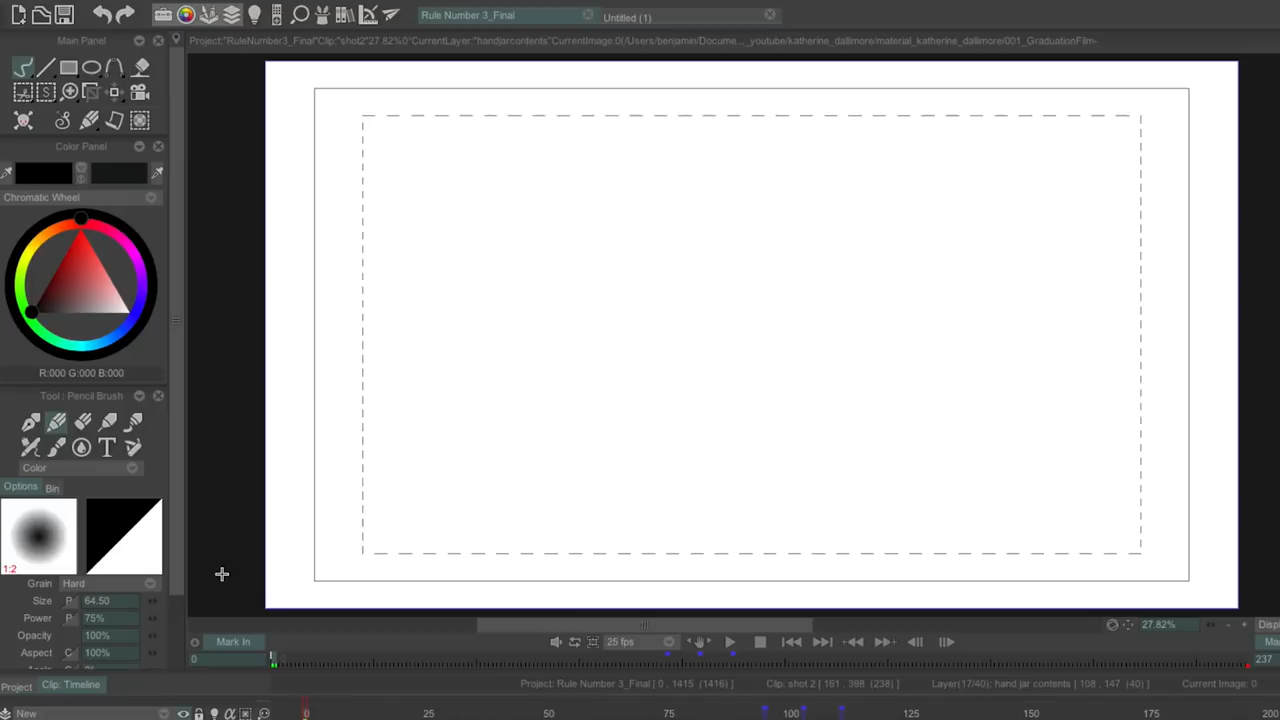 Rule Number 3_Final
Untitled (1)
Project:"RuleNumber3_Final"Clip:"shot2"27.82%0"CurrentLayer:"handjarcontents"CurrentImage:0(/Users/benjamin/Docume..._youtube/katherine_dallimore/material_katherine_dallimore/001_GraduationFilm-
Main Panel
Color Panel
Chromatic Wheel
R:000 G:000 B:000
Tool : Pencil Brush
Color
Options
Bin
1:2
Grain
Hard
Size
P
64.50
Power
P
75%
Opacity
100%
Aspect
C
100%
27.82%
Mark In
25 fps
0
237
Project
Clip: Timeline
Project: Rule Number 3_Final [ 0 . 1415 (1416) ]
Clip: shot 2 [ 161 . 398 (238) ]
Layer(17/40): hand jar contents [ 108 . 147 (40) ]
Current Image: 0
New
0
25
50
75
100
125
150
175
200